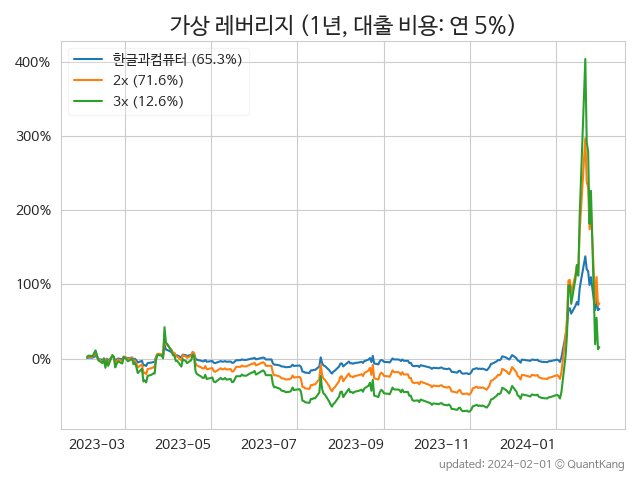 가상 레버리지 (1년, 대출 비용: 연 5%)
한글과컴퓨터 (65.3%)
2x (71.6%)
3x (12.6%)
400%
300%
200%
100%
0%
2023-03 2023-05 2023-07 2023-09 2023-11 2024-01
updated: 2024-02-01 © QuantKang